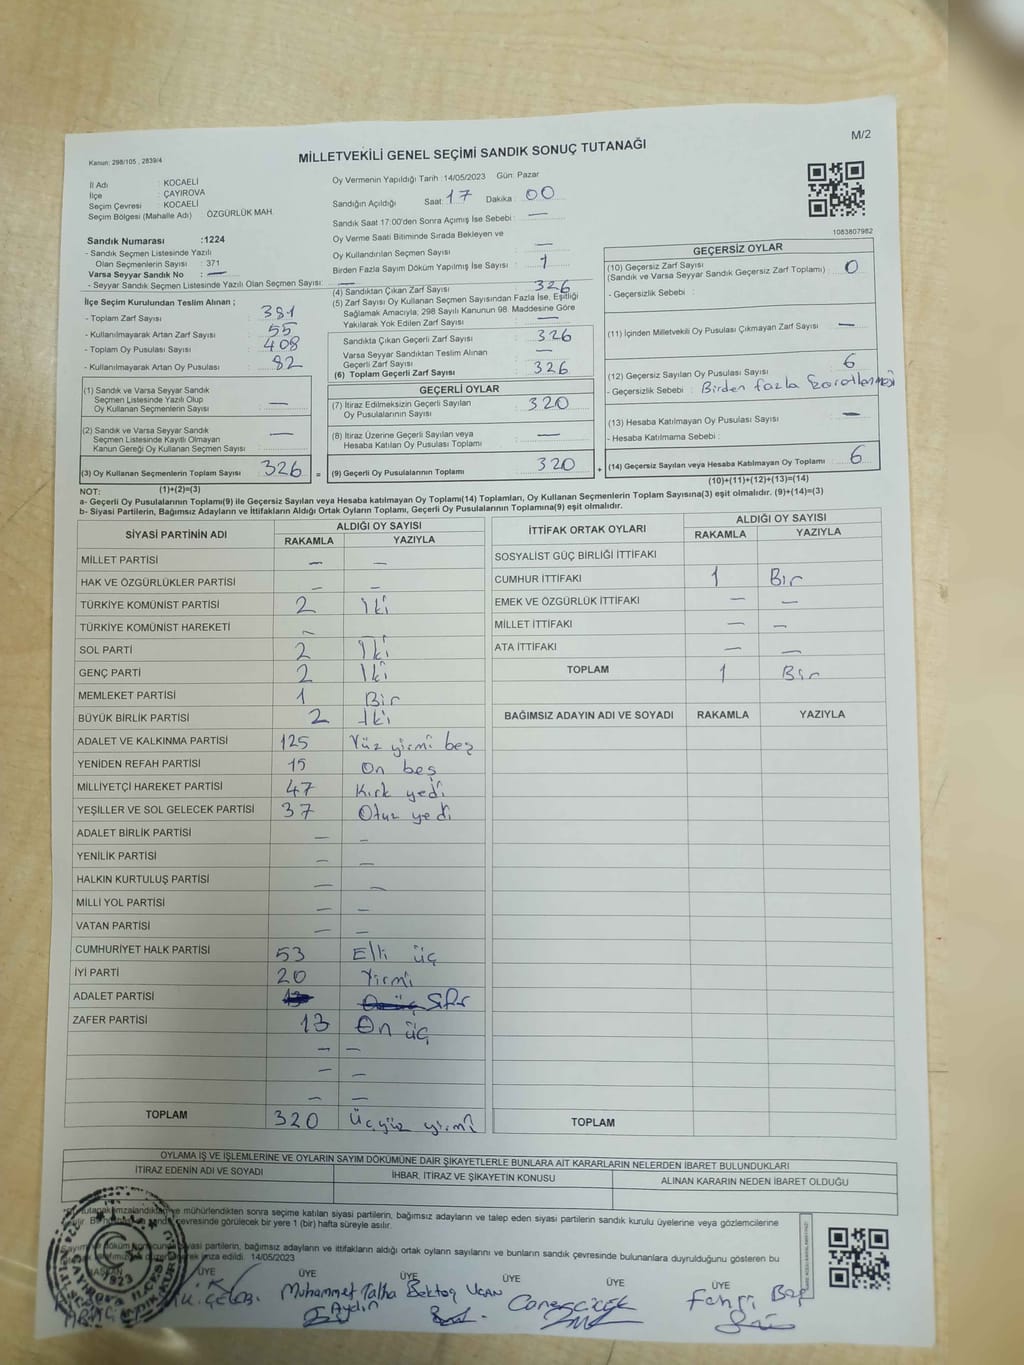 M/2
Kanun: 298/105 , 2839/4
MİLLETVEKİLİ GENEL SEÇİMİ SANDIK SONUÇ TUTANAĞI
İl Adı : KOCAELİ
İlçe : ÇAYIROVA
Seçim Çevresi : KOCAELİ
Seçim Bölgesi (Mahalle Adı) ÖZGÜRLÜK MAH.
Sandık Numarası :1224
- Sandık Seçmen Listesinde Yazılı
Olan Seçmenlerin Sayısı : 371
Varsa Seyyar Sandık No : —
- Seyyar Sandık Seçmen Listesinde Yazılı Olan Seçmen Sayısı: —
Oy Vermenin Yapıldığı Tarih :14/05/2023 Gün: Pazar
Sandığın Açıldığı Saat: 17 Dakika: 00
Sandık Saat 17:00'den Sonra Açımış İse Sebebi : —
Oy Verme Saati Bitiminde Sırada Bekleyen ve
Oy Kullandırılan Seçmen Sayısı : —
Birden Fazla Sayım Döküm Yapılmış İse Sayısı : 1
1083807982
İlçe Seçim Kurulundan Teslim Alınan ;
- Toplam Zarf Sayısı : 381
- Kullanılmayarak Artan Zarf Sayısı : 55
- Toplam Oy Pusulası Sayısı : 408
- Kullanılmayarak Artan Oy Pusulası : 82
(4) Sandıktan Çıkan Zarf Sayısı : 326
(5) Zarf Sayısı Oy Kullanan Seçmen Sayısından Fazla İse, Eşitliği
Sağlamak Amacıyla, 298 Sayılı Kanunun 98. Maddesine Göre
Yakılarak Yok Edilen Zarf Sayısı : —
Sandıkta Çıkan Geçerli Zarf Sayısı : 326
Varsa Seyyar Sandıktan Teslim Alınan
Geçerli Zarf Sayısı : —
(6) Toplam Geçerli Zarf Sayısı : 326
GEÇERSİZ OYLAR
(10) Geçersiz Zarf Sayısı
(Sandık ve Varsa Seyyar Sandık Geçersiz Zarf Toplamı) : 0
- Geçersizlik Sebebi :
(11) İçinden Milletvekili Oy Pusulası Çıkmayan Zarf Sayısı : —
(12) Geçersiz Sayılan Oy Pusulası Sayısı : 6
- Geçersizlik Sebebi : Birden fazla
(13) Hesaba Katılmayan Oy Pusulası Sayısı : —
- Hesaba Katılmama Sebebi :
(14) Geçersiz Sayılan veya Hesaba Katılmayan Oy Toplamı : 6
(10)+(11)+(12)+(13)=(14)
(1) Sandık ve Varsa Seyyar Sandık
Seçmen Listesinde Yazılı Olup
Oy Kullanan Seçmenlerin Sayısı : —
(2) Sandık ve Varsa Seyyar Sandık
Seçmen Listesinde Kayıtlı Olmayan
Kanun Gereği Oy Kullanan Seçmen Sayısı : —
(3) Oy Kullanan Seçmenlerin Toplam Sayısı 326 =
GEÇERLİ OYLAR
(7) İtiraz Edilmeksizin Geçerli Sayılan
Oy Pusulalarının Sayısı : 320
(8) İtiraz Üzerine Geçerli Sayılan veya
Hesaba Katılan Oy Pusulası Toplamı : —
(9) Geçerli Oy Pusulalarının Toplamı : 320 +
NOT: (1)+(2)=(3)
a- Geçerli Oy Pusulalarının Toplamı(9) ile Geçersiz Sayılan veya Hesaba katılmayan Oy Toplamı(14) Toplamları, Oy Kullanan Seçmenlerin Toplam Sayısına(3) eşit olmalıdır. (9)+(14)=(3)
b- Siyasi Partilerin, Bağımsız Adayların ve İttifakların Aldığı Ortak Oyların Toplamı, Geçerli Oy Pusulalarının Toplamına(9) eşit olmalıdır.
SİYASİ PARTİNİN ADI ALDIĞI OY SAYISI
RAKAMLA YAZIYLA
MİLLET PARTİSİ — —
HAK VE ÖZGÜRLÜKLER PARTİSİ — —
TÜRKİYE KOMÜNİST PARTİSİ 2 İki
TÜRKİYE KOMÜNİST HAREKETİ —
SOL PARTİ 2 İki
GENÇ PARTİ 2 İki
MEMLEKET PARTİSİ 1 Bir
BÜYÜK BİRLİK PARTİSİ 2 İki
ADALET VE KALKINMA PARTİSİ 125 Yüz yirmi beş
YENİDEN REFAH PARTİSİ 15 On beş
MİLLİYETÇİ HAREKET PARTİSİ 47 Kırk yedi
YEŞİLLER VE SOL GELECEK PARTİSİ 37 Otuz yedi
ADALET BİRLİK PARTİSİ — —
YENİLİK PARTİSİ — —
HALKIN KURTULUŞ PARTİSİ — —
MİLLİ YOL PARTİSİ — —
VATAN PARTİSİ — —
CUMHURİYET HALK PARTİSİ 53 Elli üç
İYİ PARTİ 20 Yirmi
ADALET PARTİSİ 13 On üç Sıfır
ZAFER PARTİSİ 13 On üç
— —
— —
— —
TOPLAM 320 Üçyüz yirmi
İTTİFAK ORTAK OYLARI ALDIĞI OY SAYISI
RAKAMLA YAZIYLA
SOSYALİST GÜÇ BİRLİĞİ İTTİFAKI
CUMHUR İTTİFAKI 1 Bir
EMEK VE ÖZGÜRLÜK İTTİFAKI — —
MİLLET İTTİFAKI — —
ATA İTTİFAKI — —
TOPLAM 1 Bir
BAĞIMSIZ ADAYIN ADI VE SOYADI RAKAMLA YAZIYLA
TOPLAM
OYLAMA İŞ VE İŞLEMLERİNE VE OYLARIN SAYIM DÖKÜMÜNE DAİR ŞİKAYETLERLE BUNLARA AİT KARARLARIN NELERDEN İBARET BULUNDUKLARI
İTİRAZ EDENİN ADI VE SOYADI İHBAR, İTİRAZ VE ŞİKAYETİN KONUSU ALINAN KARARIN NEDEN İBARET OLDUĞU
mühürlendikten sonra seçime katılan siyasi partilerin, bağımsız adayların ve talep eden siyasi partilerin sandık kurulu üyelerine veya gözlemcilerine
çevresinde görülecek bir yere 1 (bir) hafta süreyle asılır.
siyasi partilerin, bağımsız adayların ve ittifakların aldığı ortak oyların sayılarını ve bunların sandık çevresinde bulunanlara duyrulduğunu gösteren bu
imza edildi. 14/05/2023
BAŞKAN ÜYE ÜYE ÜYE ÜYE ÜYE ÜYE
Muhammet Talha Aydın Bektaş UÇAN